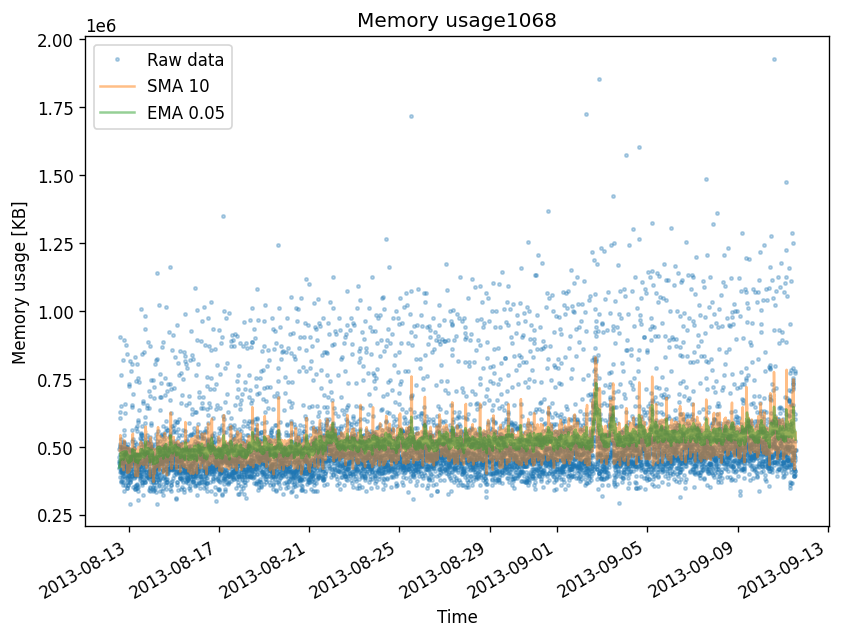 Memory usage1068
1e6
Raw data
SMA 10
EMA 0.05
2.00
1.75
1.50
1.25
1.00
0.75
0.50
0.25
Memory usage [KB]
2013-08-13
2013-08-17
2013-08-21
2013-08-25
2013-08-29
2013-09-01
2013-09-05
2013-09-09
2013-09-13
Time